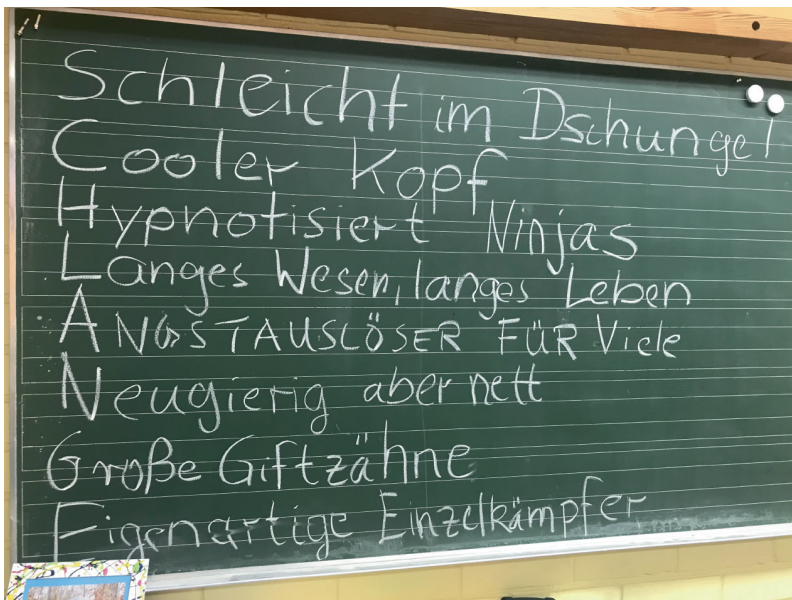 Schleicht im Dschungel
Cooler Kopf
Hypnotisiert Ninjas
Langes Wesen, langes Leben
ANGSTAUSLÖSER FÜR Viele
Neugierig aber nett
Große Giftzähne
Eigenartige Einzelkämpfer